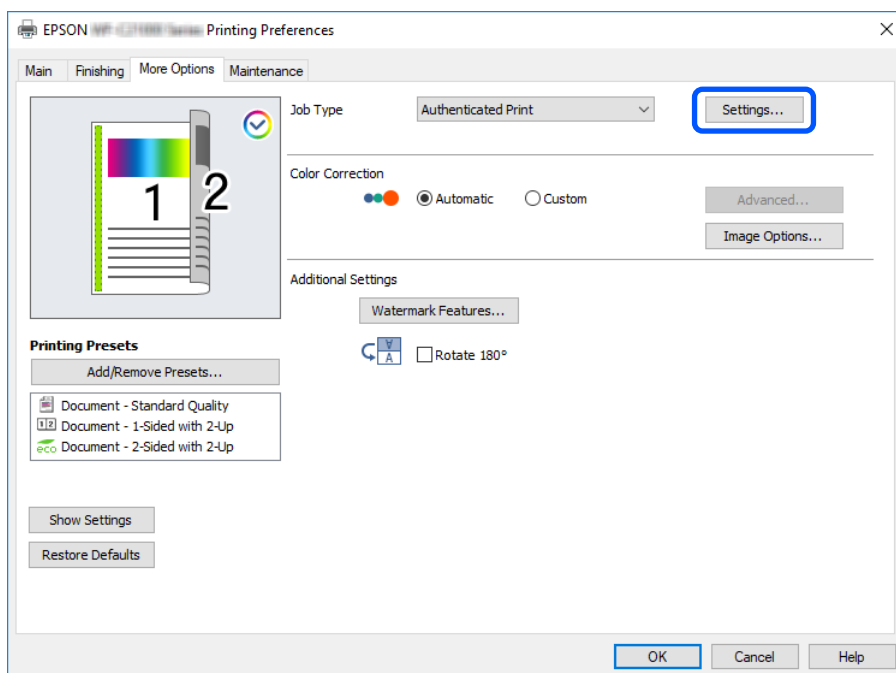 EPSON Printing Preferences
Main Finishing More Options Maintenance
Job Type Authenticated Print Settings...
1 2
Color Correction
Automatic Custom Advanced...
Image Options...
Additional Settings
Watermark Features...
A A Rotate 180°
Printing Presets
Add/Remove Presets...
Document - Standard Quality
1 2 Document - 1-Sided with 2-Up
eco Document - 2-Sided with 2-Up
Show Settings
Restore Defaults
OK Cancel Help